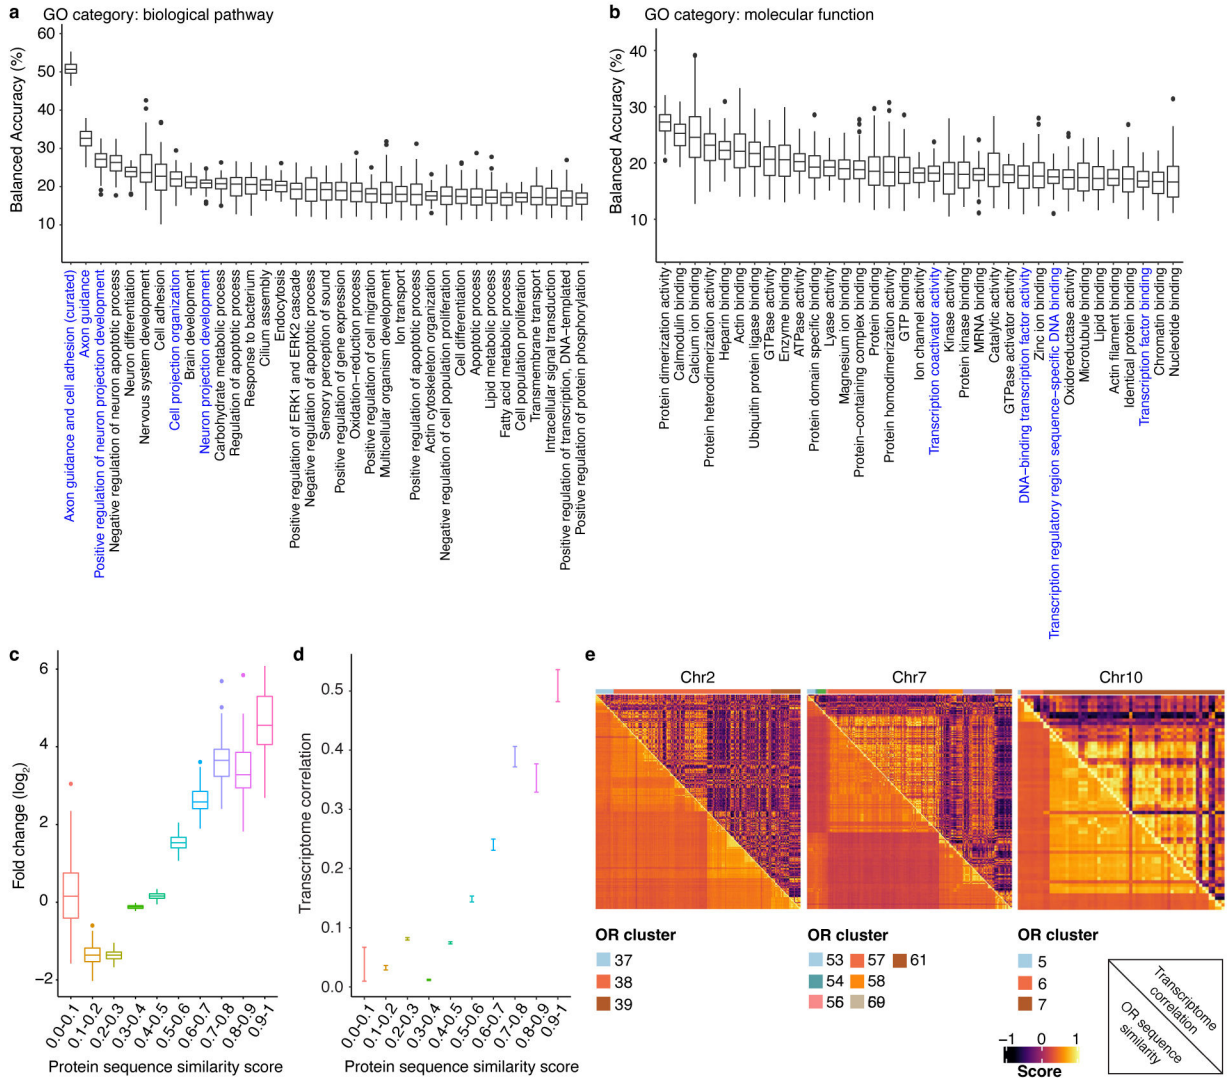 a GO category: biological pathway
Balanced Accuracy (%)
60
50
40
30
20
10
Axon guidance and cell adhesion (curated)
Axon guidance
Positive regulation of neuron projection development
Negative regulation of neuron apoptotic process
Neuron differentiation
Nervous system development
Cell adhesion
Cell projection organization
Brain development
Neuron projection development
Carbohydrate metabolic process
Regulation of apoptotic process
Response to bacterium
Cilium assembly
Endocytosis
Positive regulation of ERK1 and ERK2 cascade
Negative regulation of apoptotic process
Sensory perception of sound
Positive regulation of gene expression
Oxidation−reduction process
Positive regulation of cell migration
Multicellular organism development
Ion transport
Positive regulation of apoptotic process
Actin cytoskeleton organization
Negative regulation of cell population proliferation
Cell differentiation
Apoptotic process
Lipid metabolic process
Fatty acid metabolic process
Cell population proliferation
Transmembrane transport
Intracellular signal transduction
Positive regulation of transcription, DNA−templated
Positive regulation of protein phosphorylation
b GO category: molecular function
Balanced Accuracy (%)
40
30
20
10
Protein dimerization activity
Calmodulin binding
Calcium ion binding
Protein heterodimerization activity
Heparin binding
Actin binding
Ubiquitin protein ligase binding
GTPase activity
Enzyme binding
ATPase activity
Protein domain specific binding
Lyase activity
Magnesium ion binding
Protein−containing complex binding
Protein binding
Protein homodimerization activity
GTP binding
Ion channel activity
Transcription coactivator activity
Kinase activity
Protein kinase binding
MRNA binding
Catalytic activity
GTPase activator activity
DNA−binding transcription factor activity
Zinc ion binding
Transcription regulatory region sequence−specific DNA binding
Oxidoreductase activity
Microtubule binding
Lipid binding
Actin filament binding
Identical protein binding
Transcription factor binding
Chromatin binding
Nucleotide binding
c
Fold change (log2)
6
4
2
0
−2
0.0−0.1
0.1−0.2
0.2−0.3
0.3−0.4
0.4−0.5
0.5−0.6
0.6−0.7
0.7−0.8
0.8−0.9
0.9−1
Protein sequence similarity score
d
Transcriptome correlation
0.5
0.4
0.3
0.2
0.1
0.0
0.0−0.1
0.1−0.2
0.2−0.3
0.3−0.4
0.4−0.5
0.5−0.6
0.6−0.7
0.7−0.8
0.8−0.9
0.9−1
Protein sequence similarity score
e
Chr2
Chr7
Chr10
OR cluster
37
38
39
OR cluster
53 57 61
54 58
56 60
OR cluster
5
6
7
−1 0 1
Score
Transcriptome
correlation
OR sequence
similarity